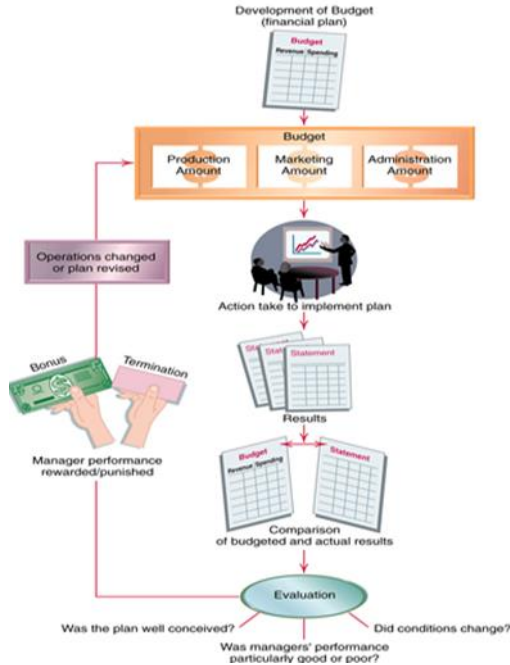 Development of Budget
(financial plan)
Budget
Revenue Spending
Budget
Production
Amount
Marketing
Amount
Administration
Amount
Operations changed
or plan revised
Action take to implement plan
Bonus
Termination
Statement
Statement
Statement
Results
Manager performance
rewarded/punished
Budget
Revenue Spending
Statement
Comparison
of budgeted and actual results
Evaluation
Was the plan well conceived?
Did conditions change?
Was managers' performance
particularly good or poor?